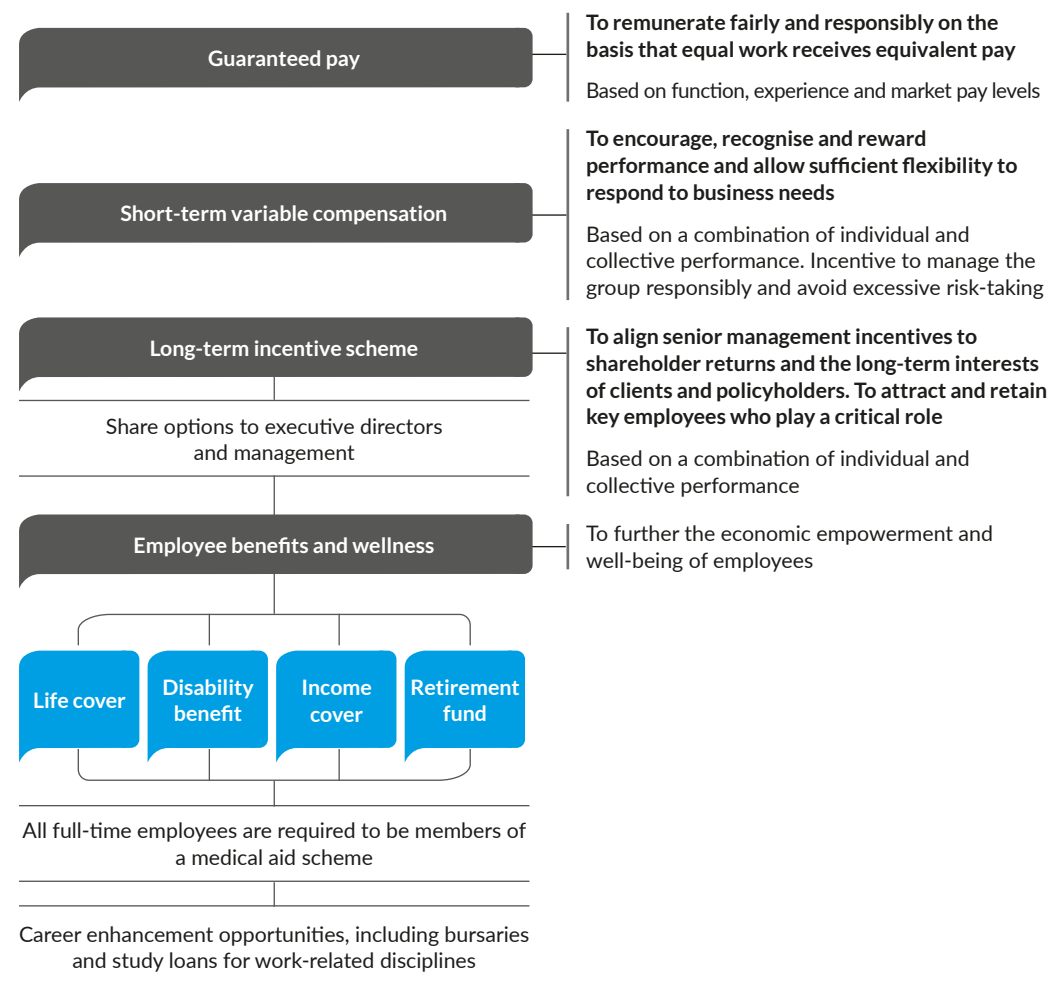 Guaranteed pay
To remunerate fairly and responsibly on the
basis that equal work receives equivalent pay
Based on function, experience and market pay levels
Short-term variable compensation
To encourage, recognise and reward
performance and allow sufficient flexibility to
respond to business needs
Based on a combination of individual and
collective performance. Incentive to manage the
group responsibly and avoid excessive risk-taking
Long-term incentive scheme
To align senior management incentives to
shareholder returns and the long-term interests
of clients and policyholders. To attract and retain
key employees who play a critical role
Based on a combination of individual and
collective performance
Share options to executive directors
and management
Employee benefits and wellness
To further the economic empowerment and
well-being of employees
Life cover
Disability
benefit
Income
cover
Retirement
fund
All full-time employees are required to be members of
a medical aid scheme
Career enhancement opportunities, including bursaries
and study loans for work-related disciplines